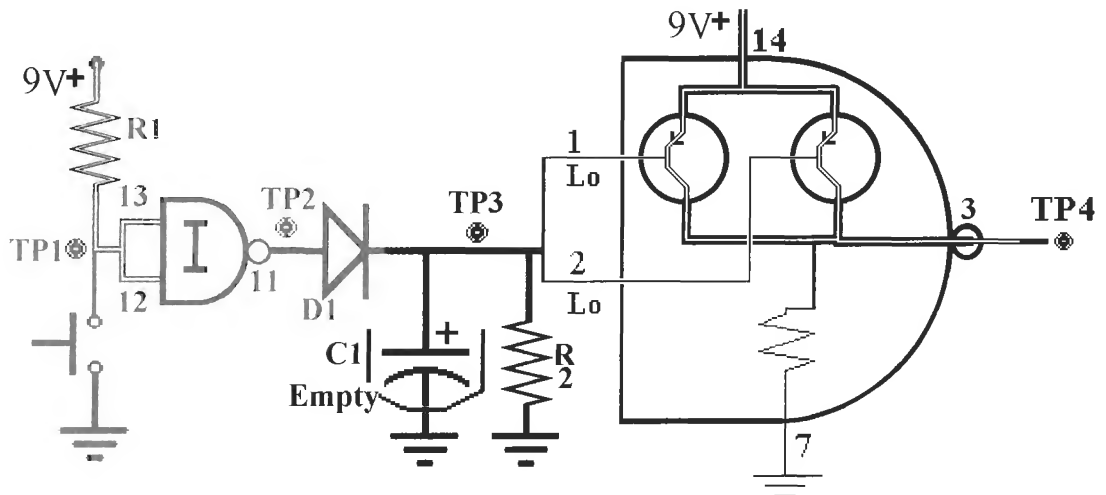 9V+
R1
13
TP1
12
I
TP2
11
D1
TP3
C1
+
Empty
R
2
9V+
14
1
Lo
2
Lo
L
L
3
TP4
7